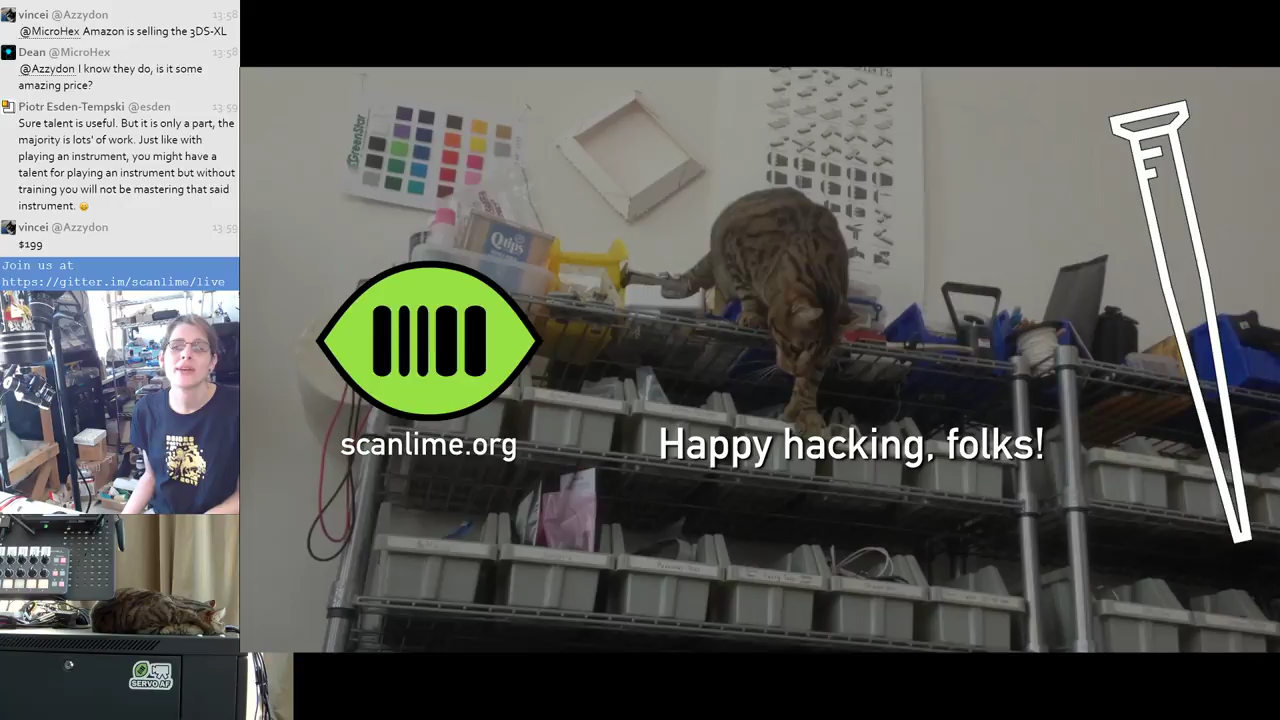 vincei @Azzydon 13:58
@MicroHex Amazon is selling the 3DS-XL
Dean @MicroHex 13:58
@Azzydon I know they do, is it some
amazing price?
Piotr Esden-Tempski @esden 13:59
Sure talent is useful. But it is only a part, the
majority is lots' of work. Just like with
playing an instrument, you might have a
talent for playing an instrument but without
training you will not be mastering that said
instrument. 😄
vincei @Azzydon 13:59
$199
Join us at
https://gitter.im/scanlime/live
GreenStar
Q-tips
scanlime.org
Happy hacking, folks!
SERVO AF